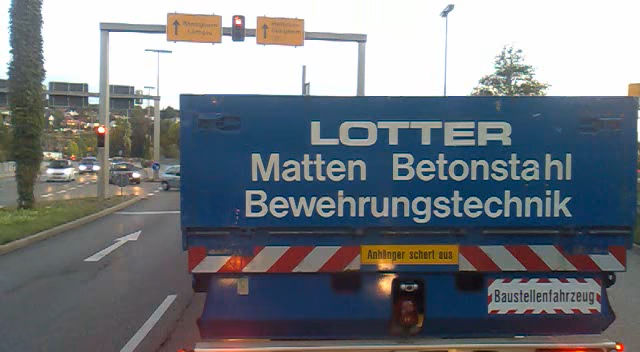 LOTTER
Matten Betonstahl
Bewehrungstechnik
Anhänger schert aus
Baustellenfahrzeug